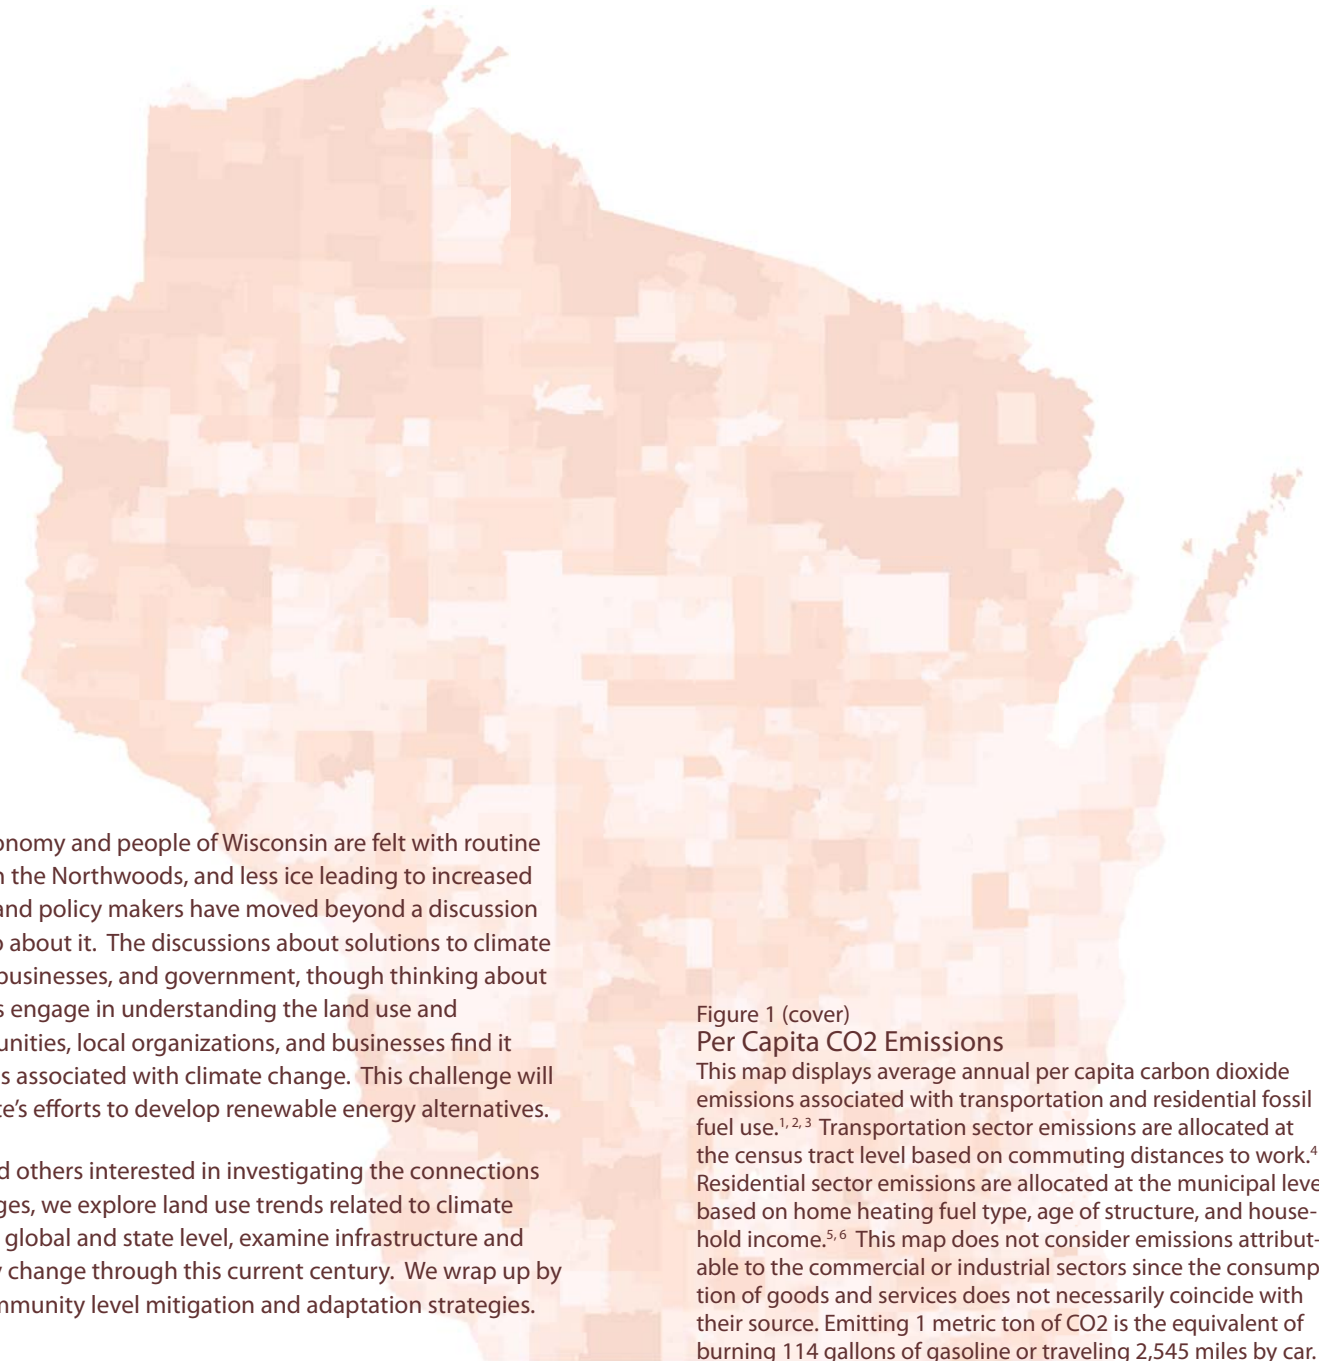 onomy and people of Wisconsin are felt with routine
the Northwoods, and less ice leading to increased
and policy makers have moved beyond a discussion
about it. The discussions about solutions to climate
businesses, and government, though thinking about
engage in understanding the land use and
unities, local organizations, and businesses find it
associated with climate change. This challenge will
te's efforts to develop renewable energy alternatives.
d others interested in investigating the connections
ges, we explore land use trends related to climate
global and state level, examine infrastructure and
change through this current century. We wrap up by
mmunity level mitigation and adaptation strategies.
Figure 1 (cover)
Per Capita CO2 Emissions
This map displays average annual per capita carbon dioxide
emissions associated with transportation and residential fossil
fuel use.1, 2, 3 Transportation sector emissions are allocated at
the census tract level based on commuting distances to work.4
Residential sector emissions are allocated at the municipal leve
based on home heating fuel type, age of structure, and house-
hold income.5, 6 This map does not consider emissions attribut-
able to the commercial or industrial sectors since the consump
tion of goods and services does not necessarily coincide with
their source. Emitting 1 metric ton of CO2 is the equivalent of
burning 114 gallons of gasoline or traveling 2,545 miles by car.